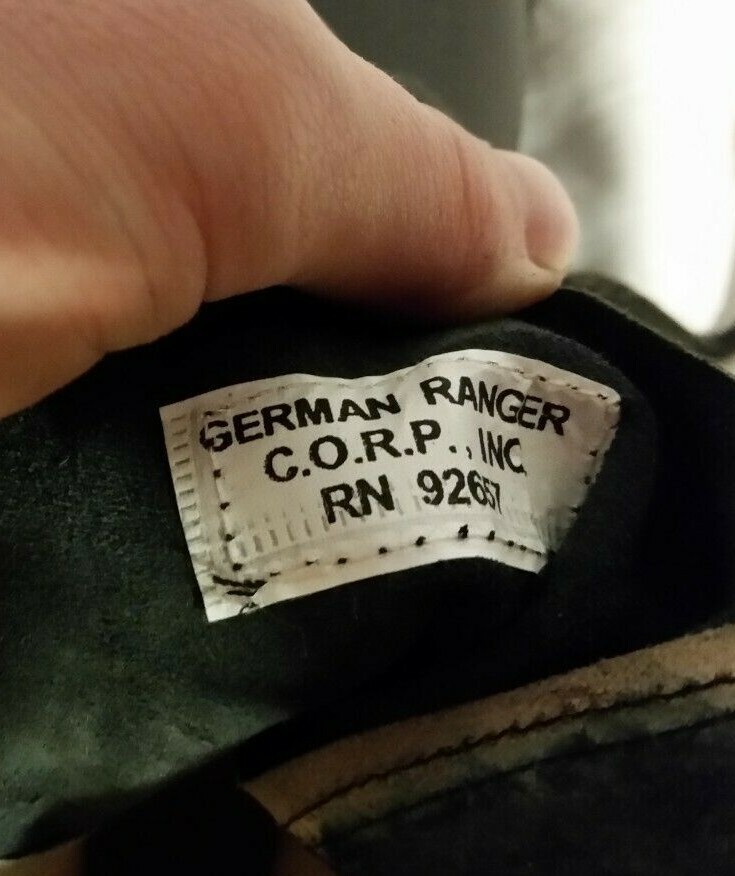 GERMAN RANGER
C.O.R.P., INC.
RN 92657